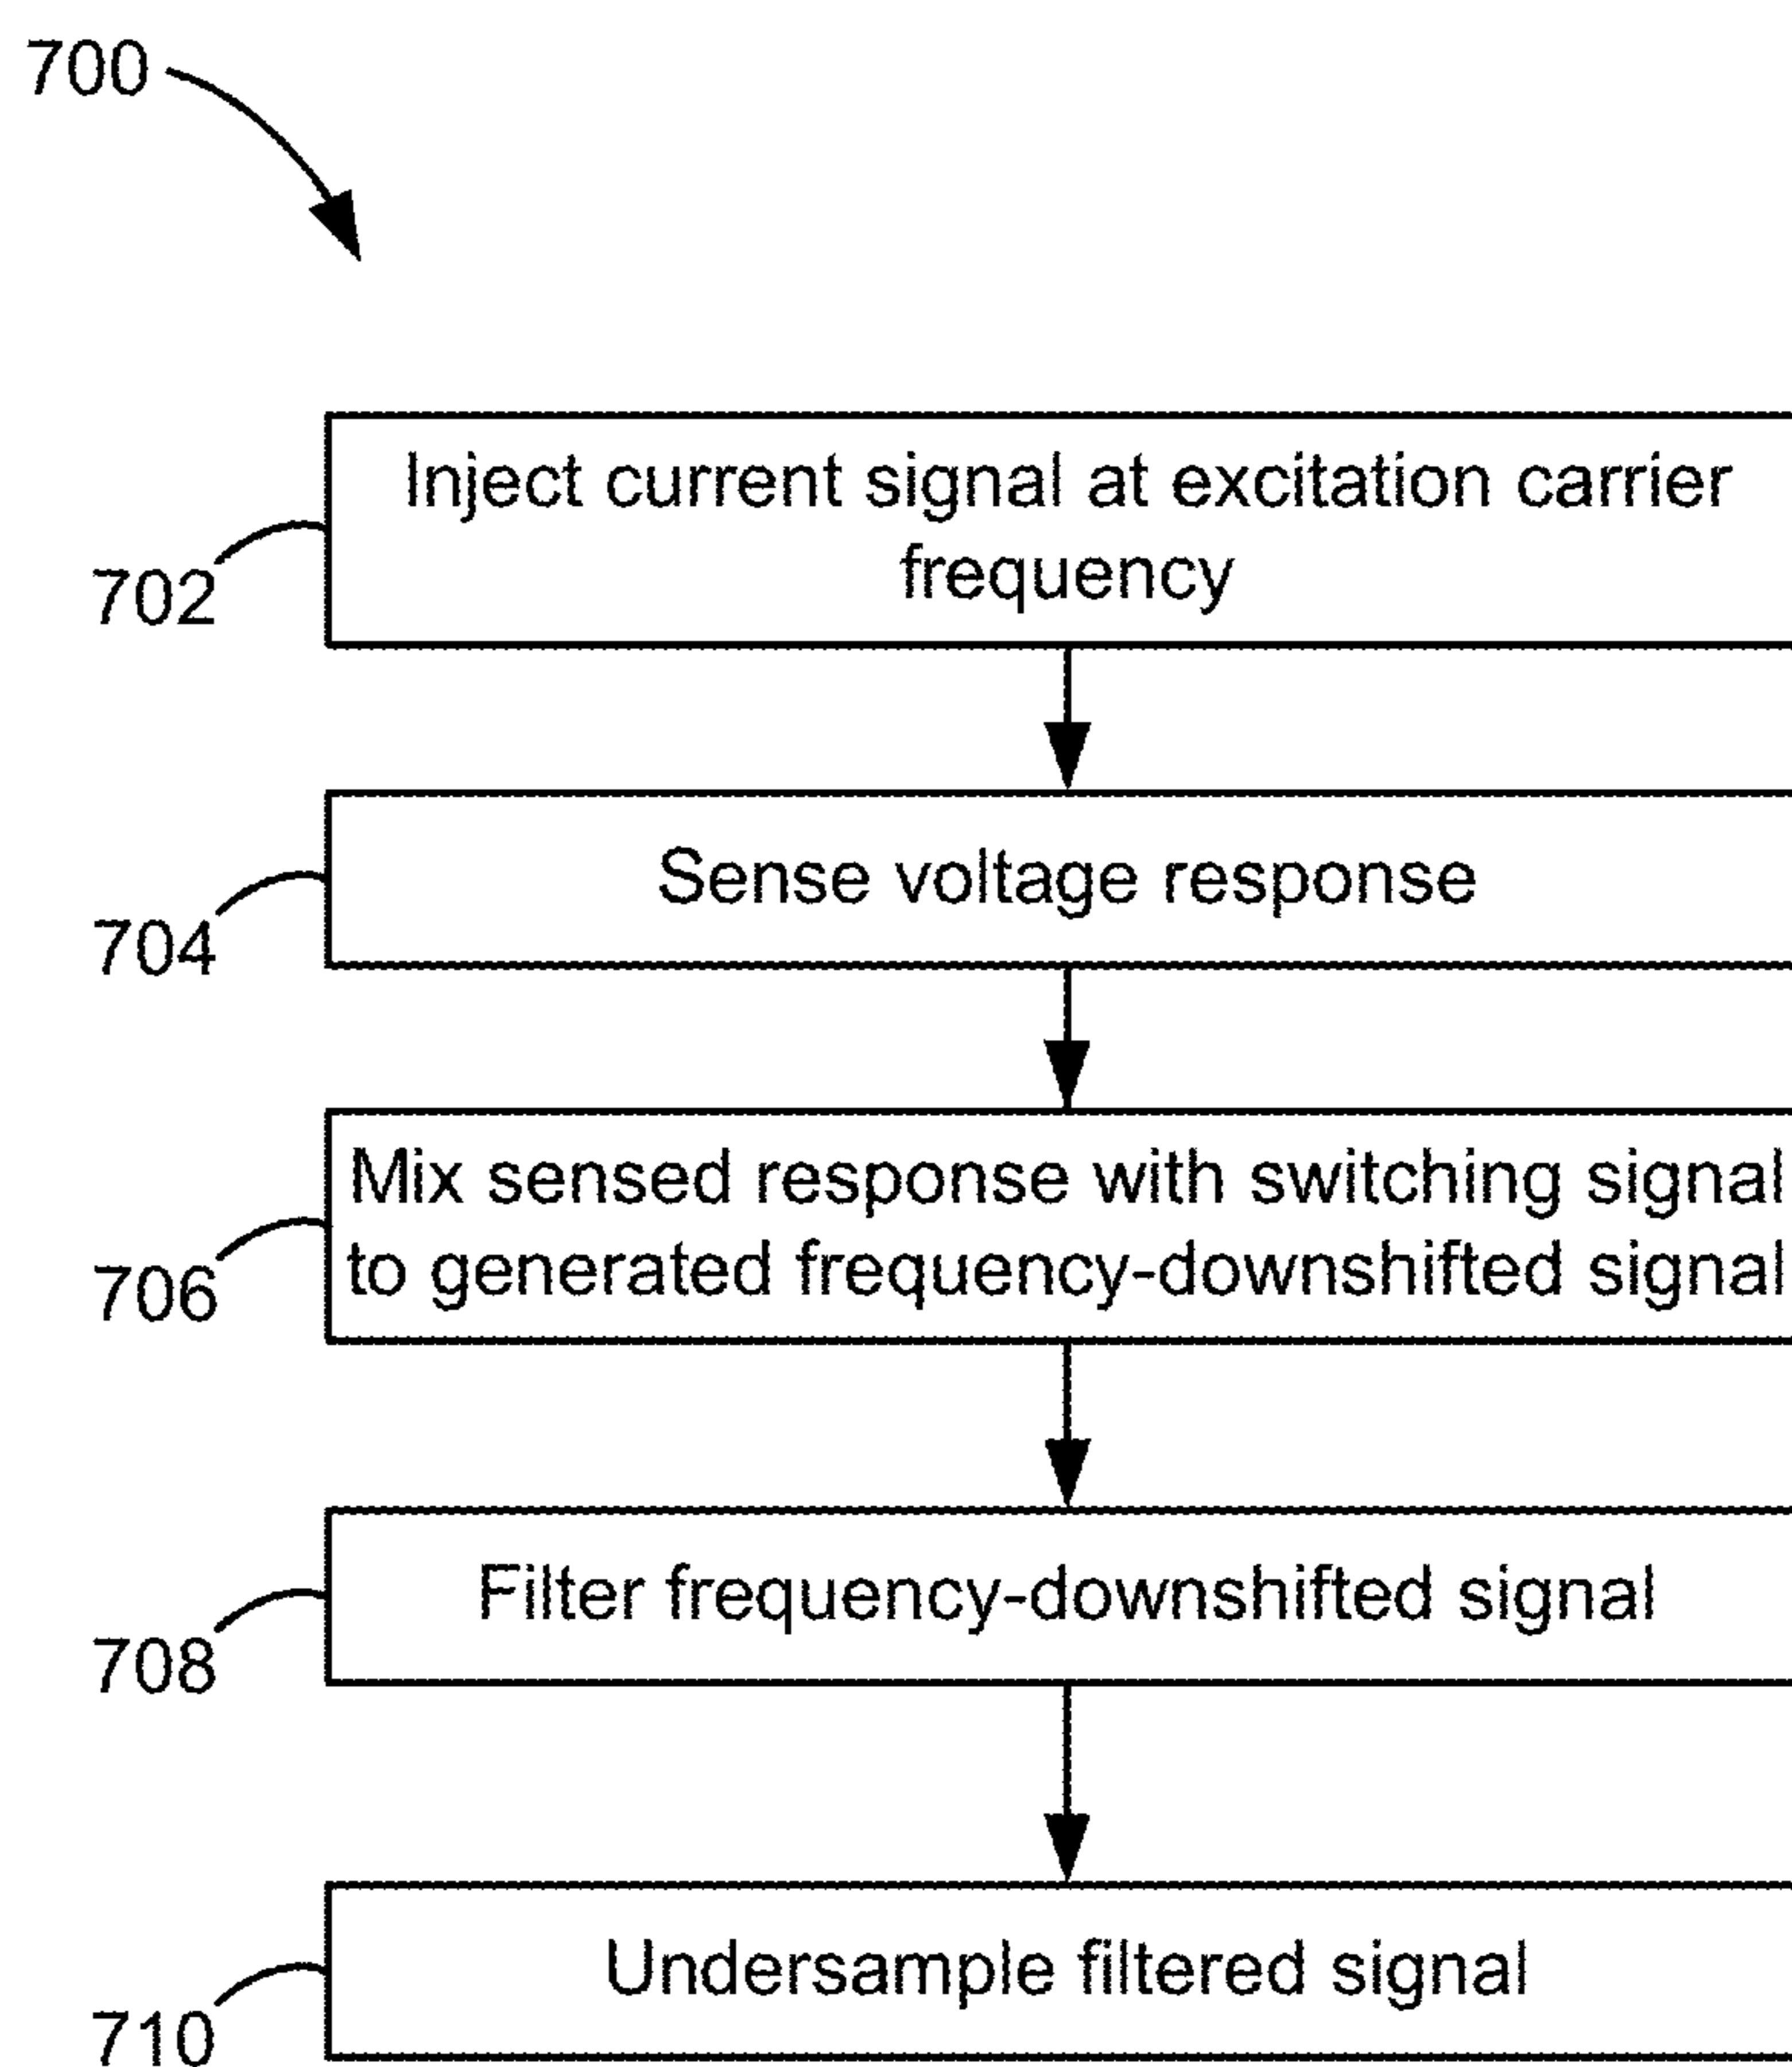 700
Inject current signal at excitation carrier
frequency
702
Sense voltage response
704
Mix sensed response with switching signal
to generated frequency-downshifted signal
706
Filter frequency-downshifted signal
708
Undersample filtered signal
710